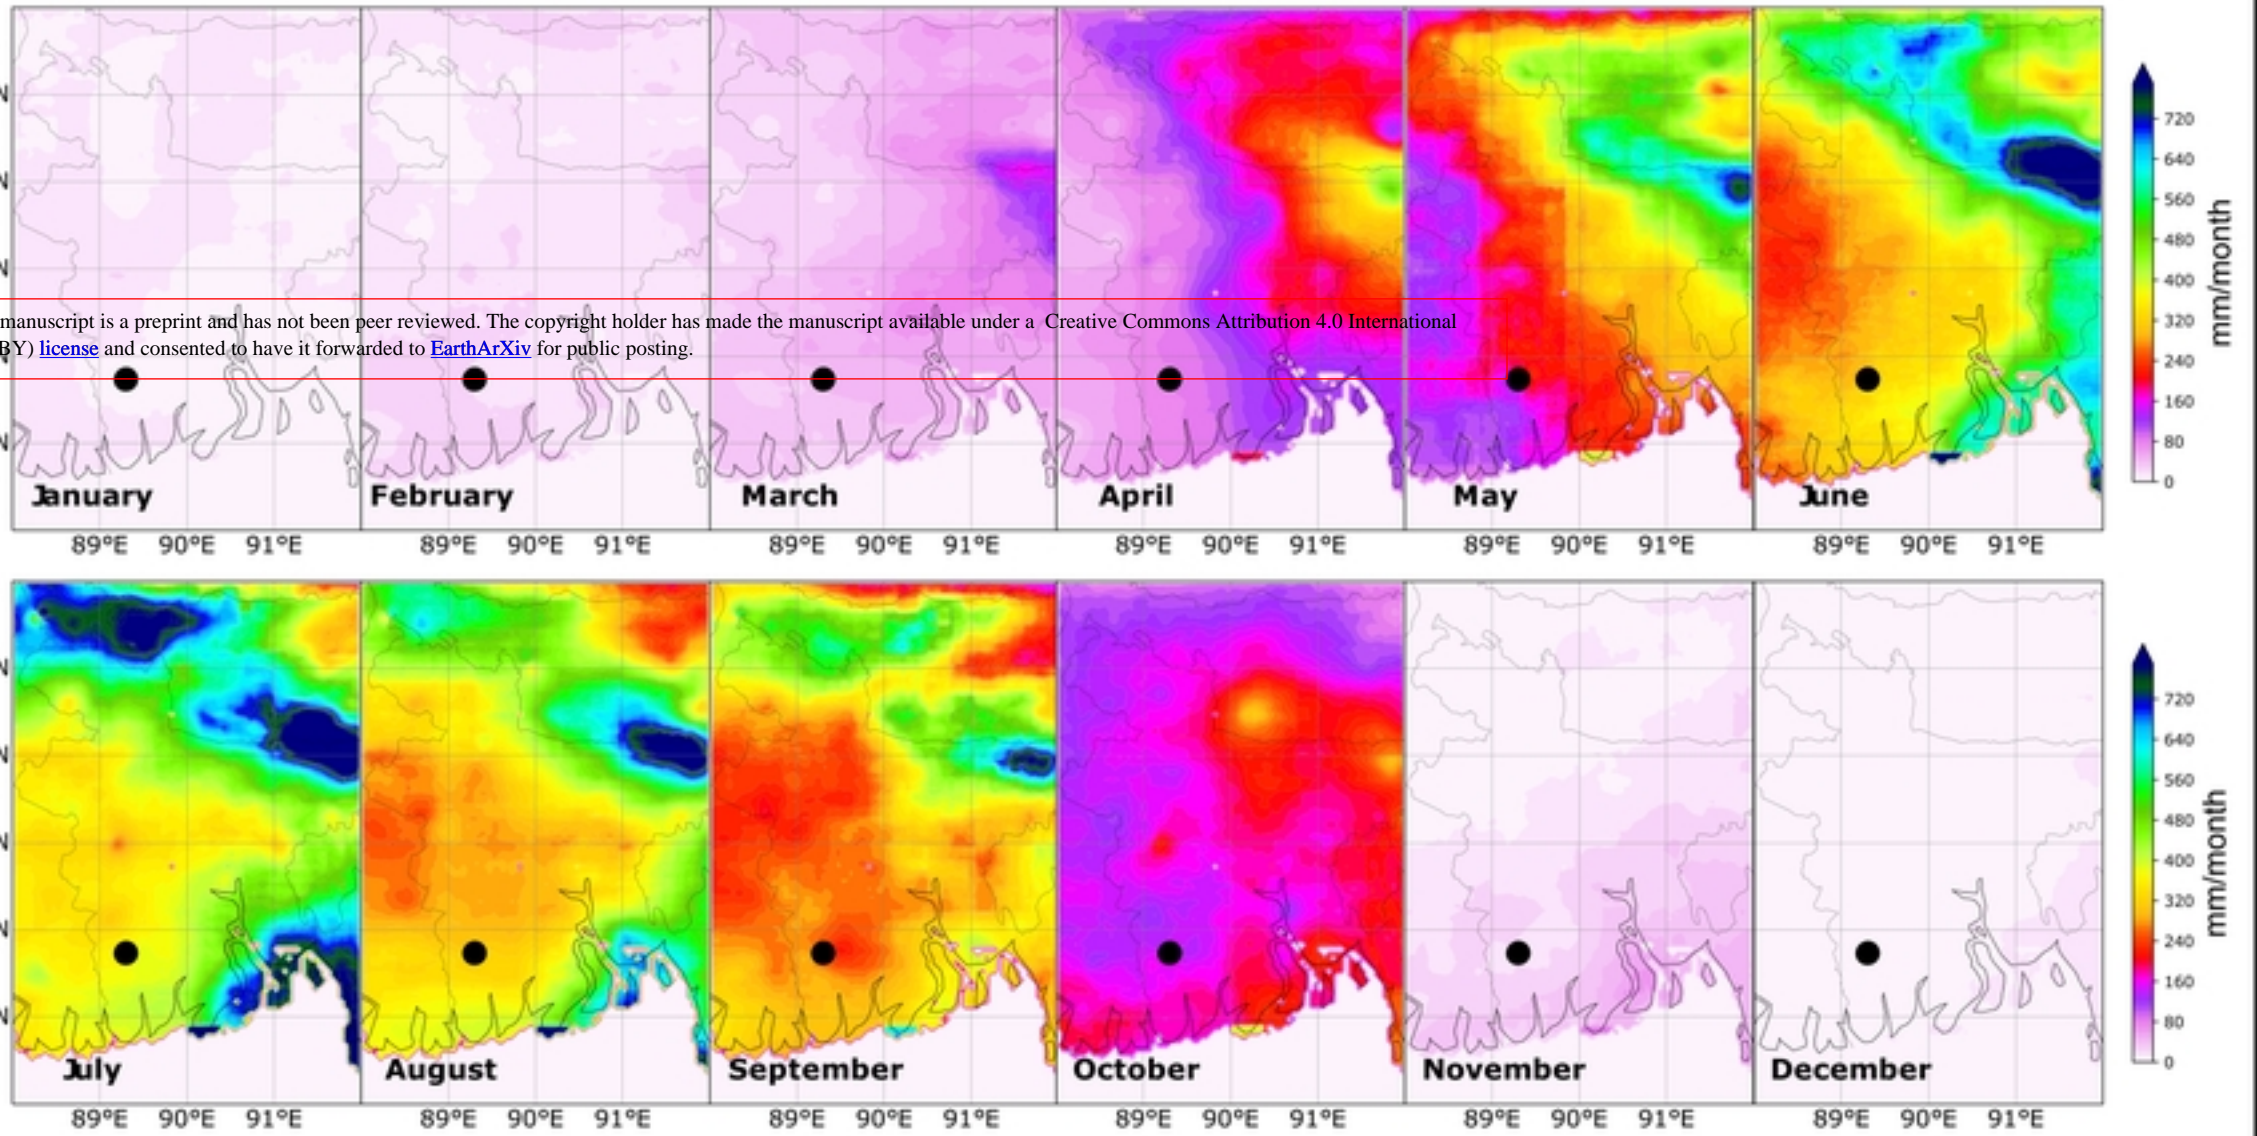 manuscript is a preprint and has not been peer reviewed. The copyright holder has made the manuscript available under a Creative Commons Attribution 4.0 International
BY) license and consented to have it forwarded to EarthArXiv for public posting.
January February March April May June
89°E 90°E 91°E 89°E 90°E 91°E 89°E 90°E 91°E 89°E 90°E 91°E 89°E 90°E 91°E 89°E 90°E 91°E
720
640
560
480
400
320
240
160
80
0
mm/month
July August September October November December
89°E 90°E 91°E 89°E 90°E 91°E 89°E 90°E 91°E 89°E 90°E 91°E 89°E 90°E 91°E 89°E 90°E 91°E
720
640
560
480
400
320
240
160
80
0
mm/month